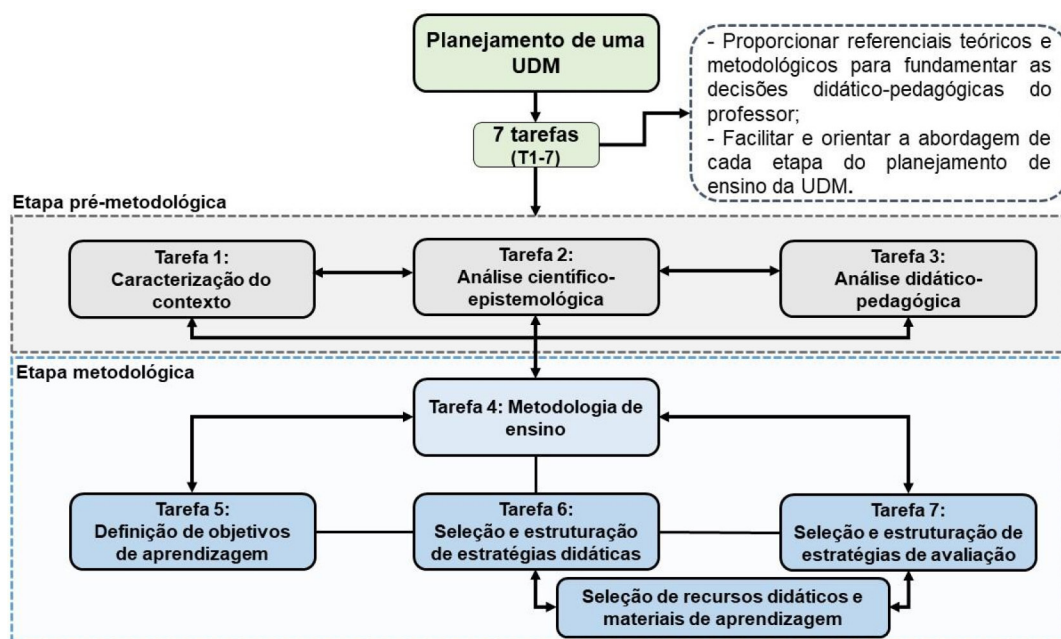 Planejamento de uma
UDM
- Proporcionar referenciais teóricos e
metodológicos para fundamentar as
decisões didático-pedagógicas do
professor;
- Facilitar e orientar a abordagem de
cada etapa do planejamento de
ensino da UDM.
7 tarefas
(T1-7)
Etapa pré-metodológica
Tarefa 1:
Caracterização do
contexto
Tarefa 2:
Análise científico-
epistemológica
Tarefa 3:
Análise didático-
pedagógica
Etapa metodológica
Tarefa 4: Metodologia de
ensino
Tarefa 5:
Definição de objetivos
de aprendizagem
Tarefa 6:
Seleção e estruturação
de estratégias didáticas
Tarefa 7:
Seleção e estruturação de
estratégias de avaliação
Seleção de recursos didáticos e
materiais de aprendizagem